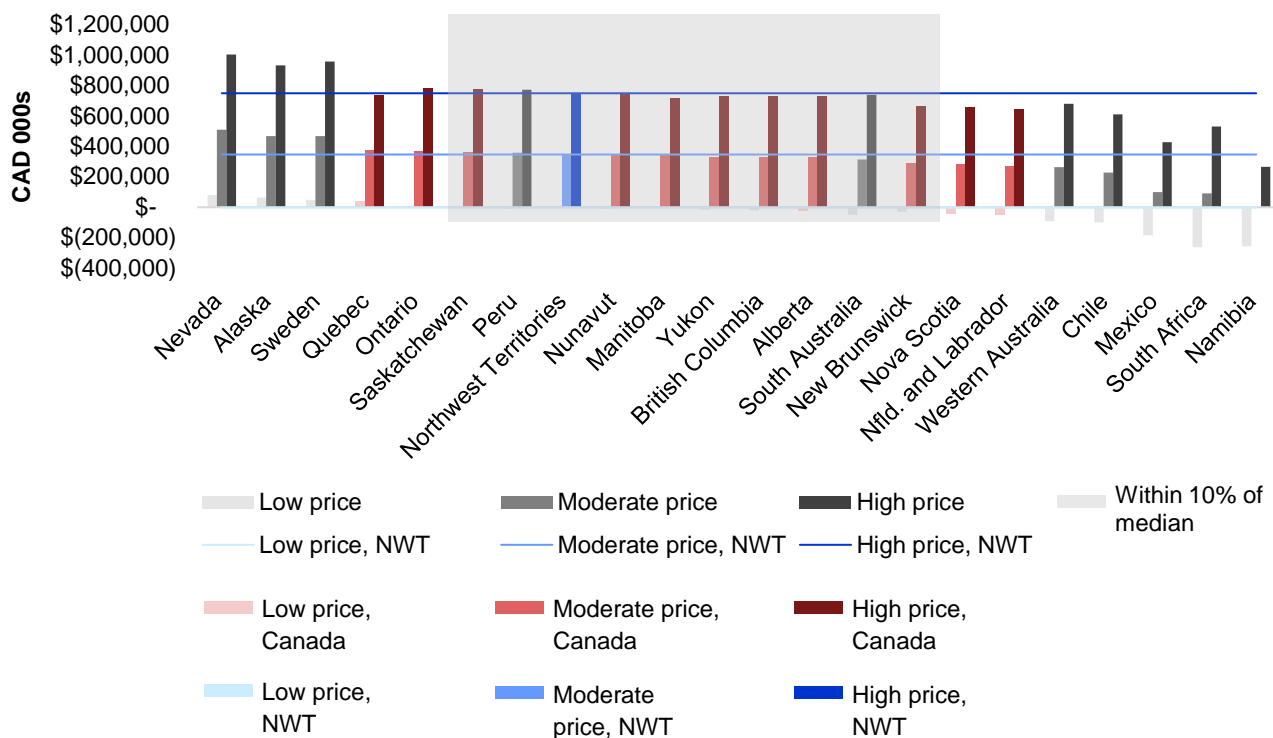 $1,200,000
$1,000,000
$800,000
$600,000
$400,000
$200,000
$-
$(200,000)
$(400,000)
CAD 000s
Nevada
Alaska
Sweden
Quebec
Ontario
Saskatchewan
Peru
Northwest Territories
Nunavut
Manitoba
Yukon
British Columbia
Alberta
South Australia
New Brunswick
Nova Scotia
Nfld. and Labrador
Western Australia
Chile
Mexico
South Africa
Namibia
Low price
Moderate price
High price
Within 10% of
median
Low price, NWT
Moderate price, NWT
High price, NWT
Low price,
Canada
Moderate price,
Canada
High price,
Canada
Low price,
NWT
Moderate
price, NWT
High price,
NWT